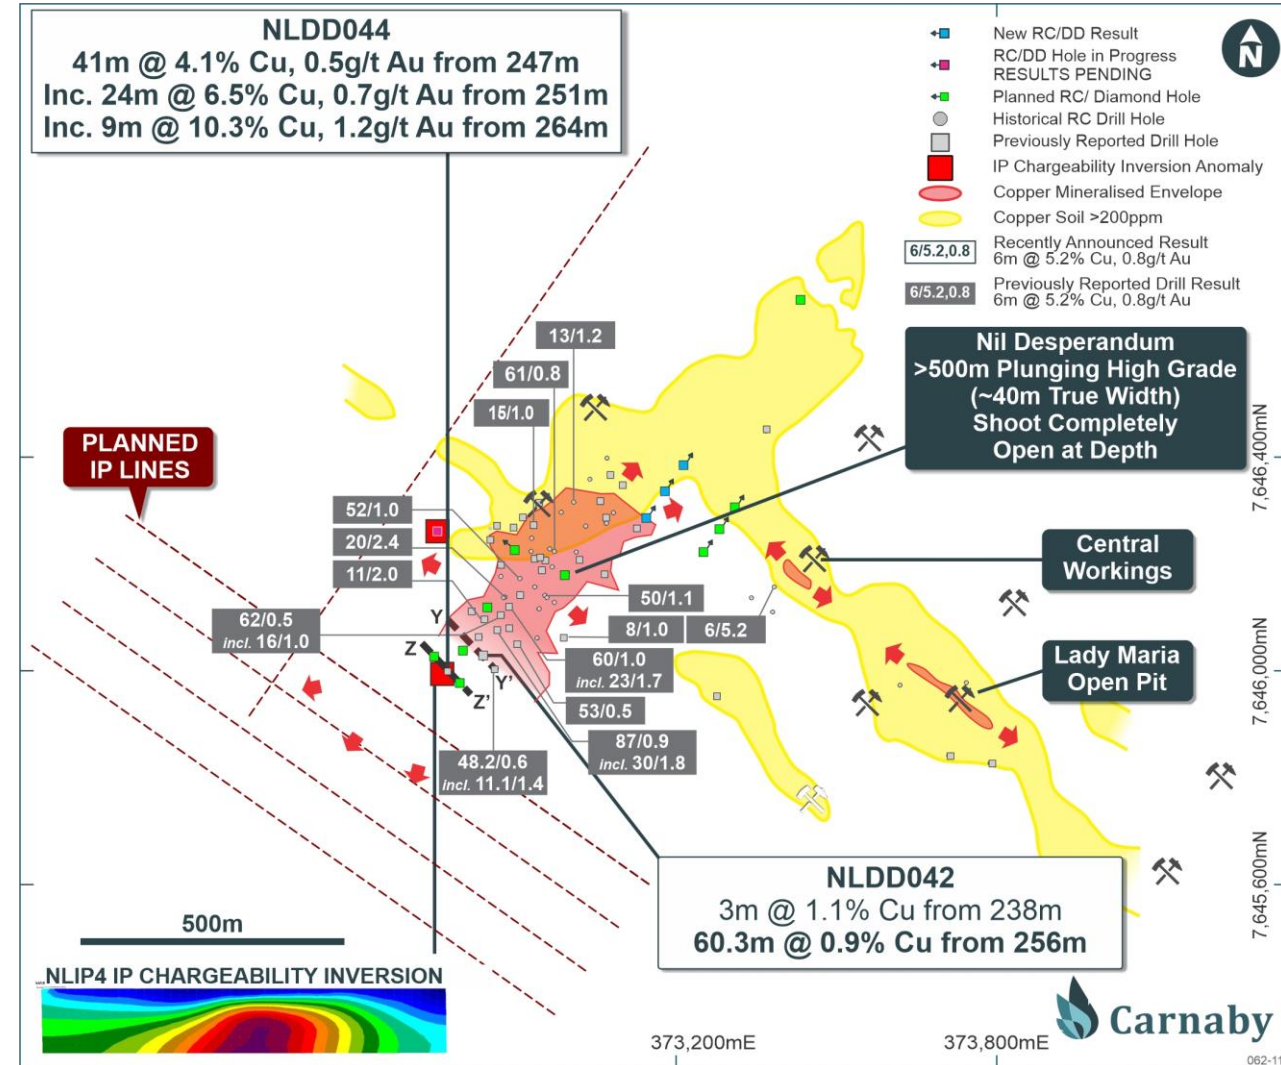 NLDD044
41m @ 4.1% Cu, 0.5g/t Au from 247m
Inc. 24m @ 6.5% Cu, 0.7g/t Au from 251m
Inc. 9m @ 10.3% Cu, 1.2g/t Au from 264m
New RC/DD Result
RC/DD Hole in Progress
RESULTS PENDING
Planned RC/ Diamond Hole
Historical RC Drill Hole
Previously Reported Drill Hole
IP Chargeability Inversion Anomaly
Copper Mineralised Envelope
Copper Soil >200ppm
6/5.2,0.8
Recently Announced Result
6m @ 5.2% Cu, 0.8g/t Au
6/5.2,0.8
Previously Reported Drill Result
6m @ 5.2% Cu, 0.8g/t Au
N
13/1.2
61/0.8
15/1.0
Nil Desperandum
>500m Plunging High Grade
(~40m True Width)
Shoot Completely
Open at Depth
7,646,400mN
PLANNED
IP LINES
52/1.0
20/2.4
11/2.0
62/0.5
incl. 16/1.0
Central
Workings
50/1.1
8/1.0
6/5.2
Y
Z
Y'
Z'
60/1.0
incl. 23/1.7
53/0.5
87/0.9
incl. 30/1.8
48.2/0.6
incl. 11.1/1.4
Lady Maria
Open Pit
7,646,000mN
NLDD042
3m @ 1.1% Cu from 238m
60.3m @ 0.9% Cu from 256m
7,645,600mN
500m
NLIP4 IP CHARGEABILITY INVERSION
373,200mE
373,800mE
Carnaby
062-11